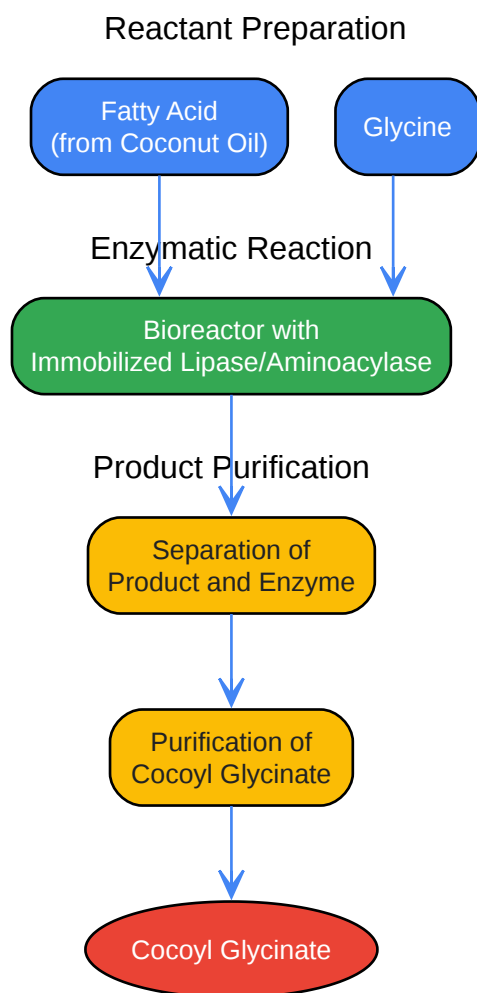 Reactant Preparation
Fatty Acid
(from Coconut Oil)
Glycine
Enzymatic Reaction
Bioreactor with
Immobilized Lipase/Aminoacylase
Product Purification
Separation of
Product and Enzyme
Purification of
Cocoyl Glycinate
Cocoyl Glycinate